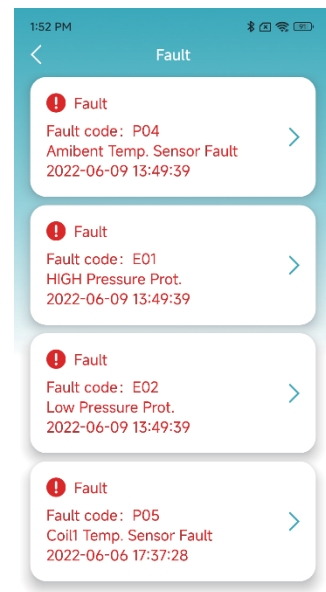 1:52 PM
Fault
Fault
Fault code: P04
Amibent Temp. Sensor Fault
2022-06-09 13:49:39
Fault
Fault code: E01
HIGH Pressure Prot.
2022-06-09 13:49:39
Fault
Fault code: E02
Low Pressure Prot.
2022-06-09 13:49:39
Fault
Fault code: P05
Coil1 Temp. Sensor Fault
2022-06-06 17:37:28